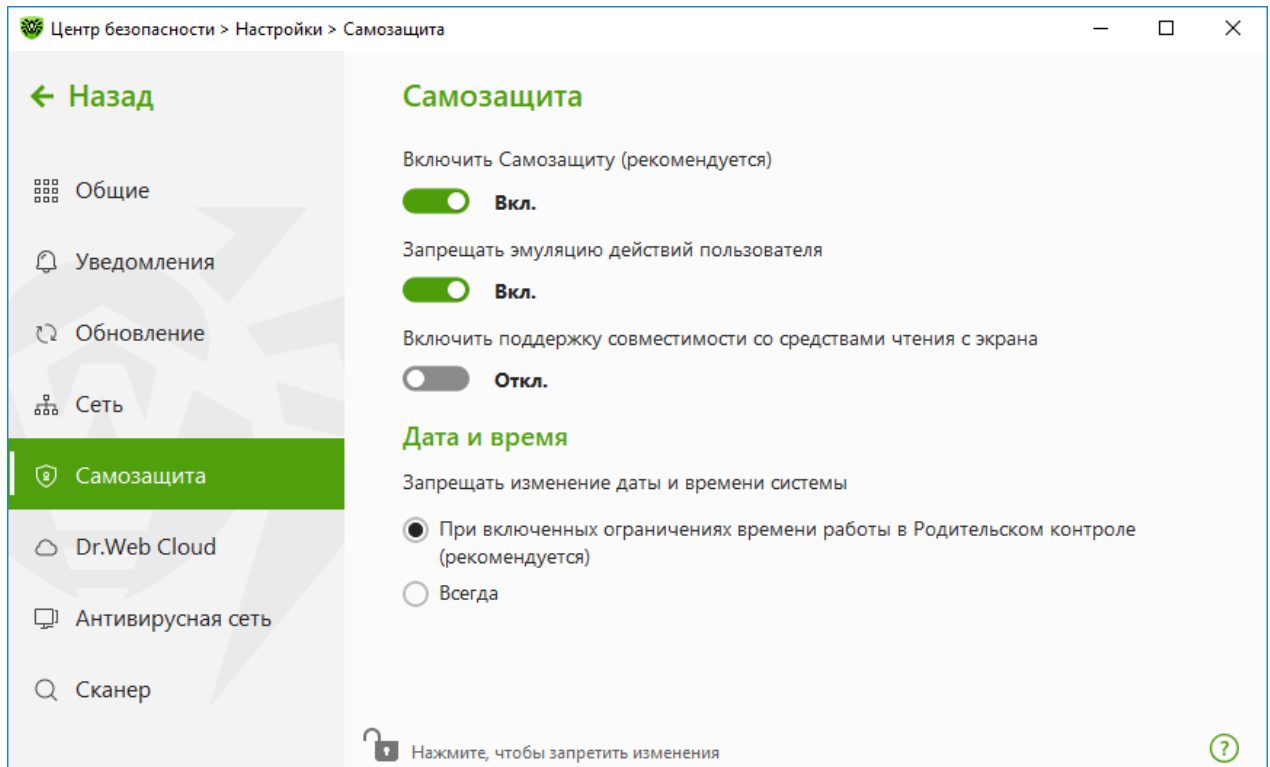 Центр безопасности > Настройки > Самозащита
Назад
Общие
Уведомления
Обновление
Сеть
Самозащита
Dr.Web Cloud
Антивирусная сеть
Сканер
Самозащита
Включить Самозащиту (рекомендуется)
Вкл.
Запрещать эмуляцию действий пользователя
Вкл.
Включить поддержку совместимости со средствами чтения с экрана
Откл.
Дата и время
Запрещать изменение даты и времени системы
При включенных ограничениях времени работы в Родительском контроле
(рекомендуется)
Всегда
Нажмите, чтобы запретить изменения
?